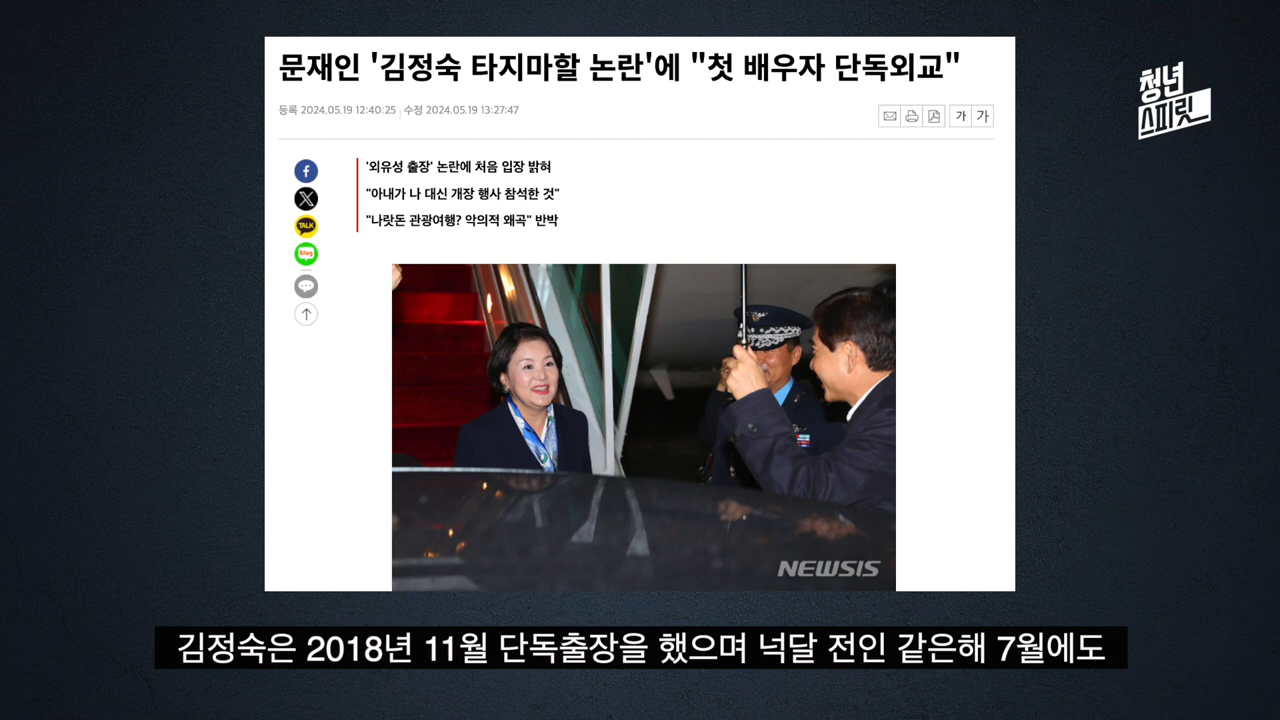 문재인 '김정숙 타지마할 논란'에 "첫 배우자 단독외교"
등록 2024.05.19 12:40:25 수정 2024.05.19 13:27:47
가 가
청년
스피릿
'외유성 출장' 논란에 처음 입장 밝혀
"아내가 나 대신 개장 행사 참석한 것"
"나랏돈 관광여행? 악의적 왜곡" 반박
TALK
blog
NEWSIS
김정숙은 2018년 11월 단독출장을 했으며 넉달 전인 같은해 7월에도